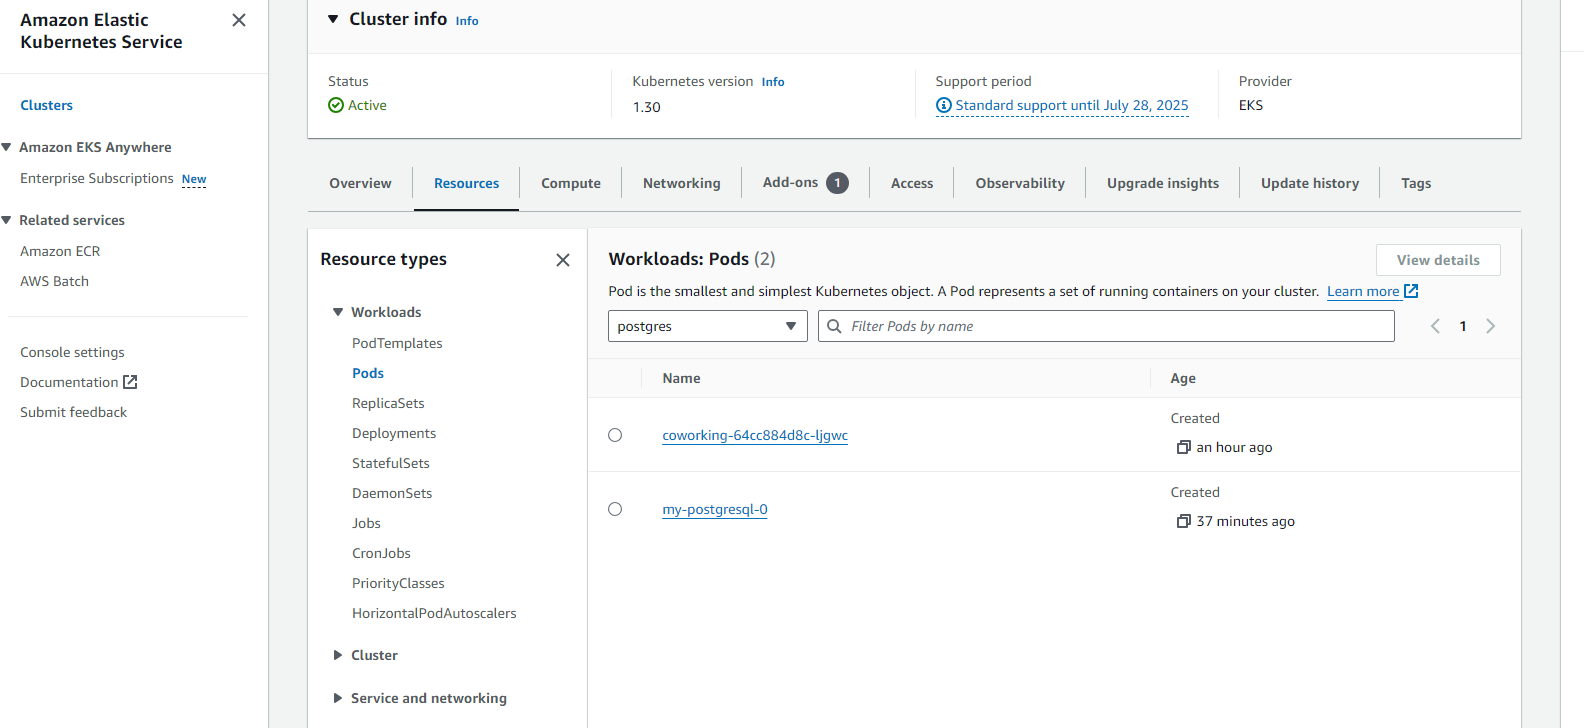 Amazon Elastic
Kubernetes Service
Clusters
Amazon EKS Anywhere
Enterprise Subscriptions New
Related services
Amazon ECR
AWS Batch
Console settings
Documentation
Submit feedback
Cluster info Info
Status
Active
Kubernetes version Info
1.30
Support period
Standard support until July 28, 2025
Provider
EKS
Overview Resources Compute Networking Add-ons 1 Access Observability Upgrade insights Update history Tags
Resource types
Workloads
PodTemplates
Pods
ReplicaSets
Deployments
StatefulSets
DaemonSets
Jobs
CronJobs
PriorityClasses
HorizontalPodAutoscalers
Cluster
Service and networking
Workloads: Pods (2)
View details
Pod is the smallest and simplest Kubernetes object. A Pod represents a set of running containers on your cluster. Learn more
postgres
Filter Pods by name
1
Name Age
coworking-64cc884d8c-ljgwc
Created
an hour ago
my-postgresql-0
Created
37 minutes ago